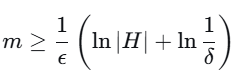 m ≥ 1/ϵ (ln |H| + ln 1/δ)